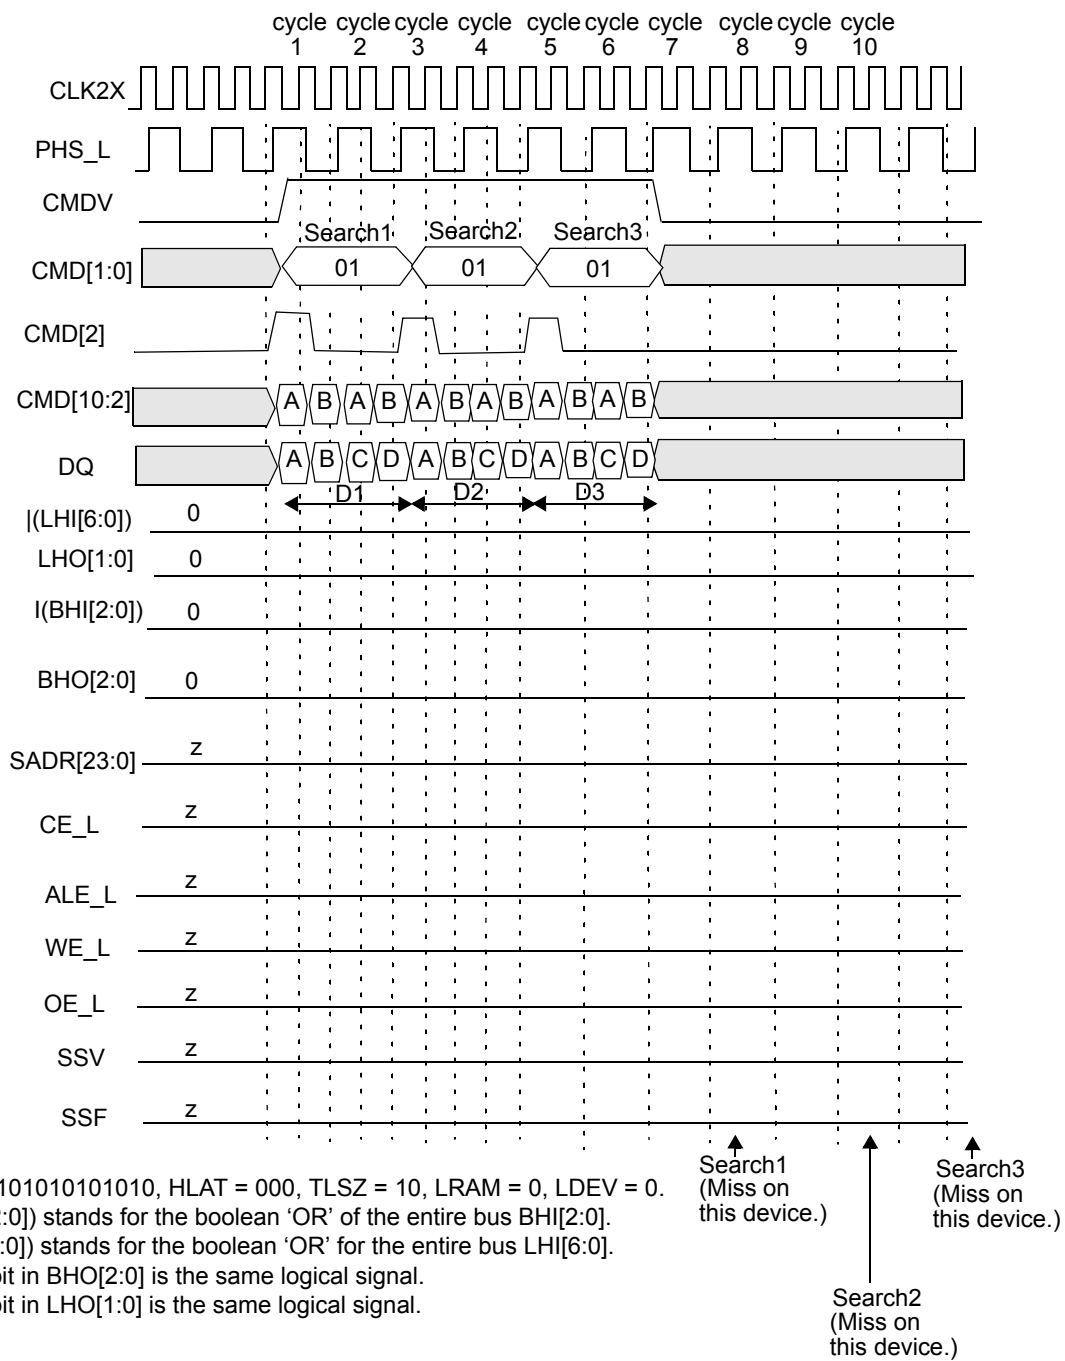 cycle cycle cycle cycle cycle cycle cycle cycle cycle cycle
1 2 3 4 5 6 7 8 9 10
CLK2X
PHS_L
CMDV
Search1 Search2 Search3
CMD[1:0] 01 01 01
CMD[2]
CMD[10:2] A B A B A B A B A B A B
DQ A B C D A B C D A B C D
D1 D2 D3
|(LHI[6:0]) 0
LHO[1:0] 0
I(BHI[2:0]) 0
BHO[2:0] 0
SADR[23:0] z
CE_L z
ALE_L z
WE_L z
OE_L z
SSV z
SSF z
Search1
(Miss on
this device.)
Search3
(Miss on
this device.)
101010101010, HLAT = 000, TLSZ = 10, LRAM = 0, LDEV = 0.
:0]) stands for the boolean ‘OR’ of the entire bus BHI[2:0].
:0]) stands for the boolean ‘OR’ for the entire bus LHI[6:0].
bit in BHO[2:0] is the same logical signal.
bit in LHO[1:0] is the same logical signal.
Search2
(Miss on
this device.)